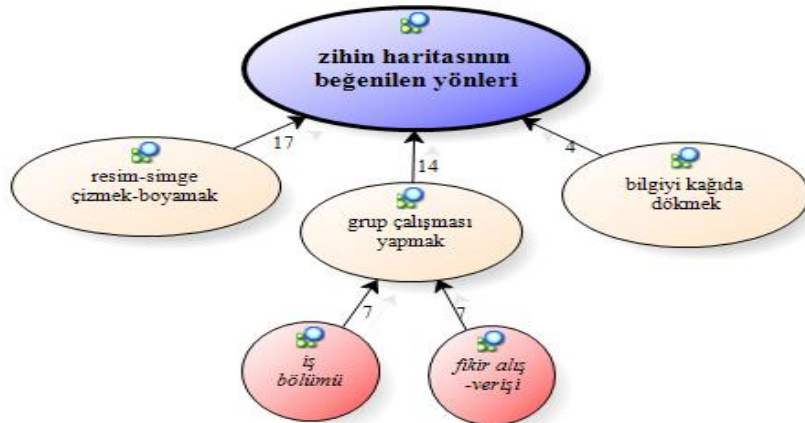 zihin haritasının
beğenilen yönleri
17
14
4
resim-simge
çizmek-boyamak
grup çalışması
yapmak
bilgiyi kağıda
dökmek
7
7
iş
bölümü
fikir alış
-verişi